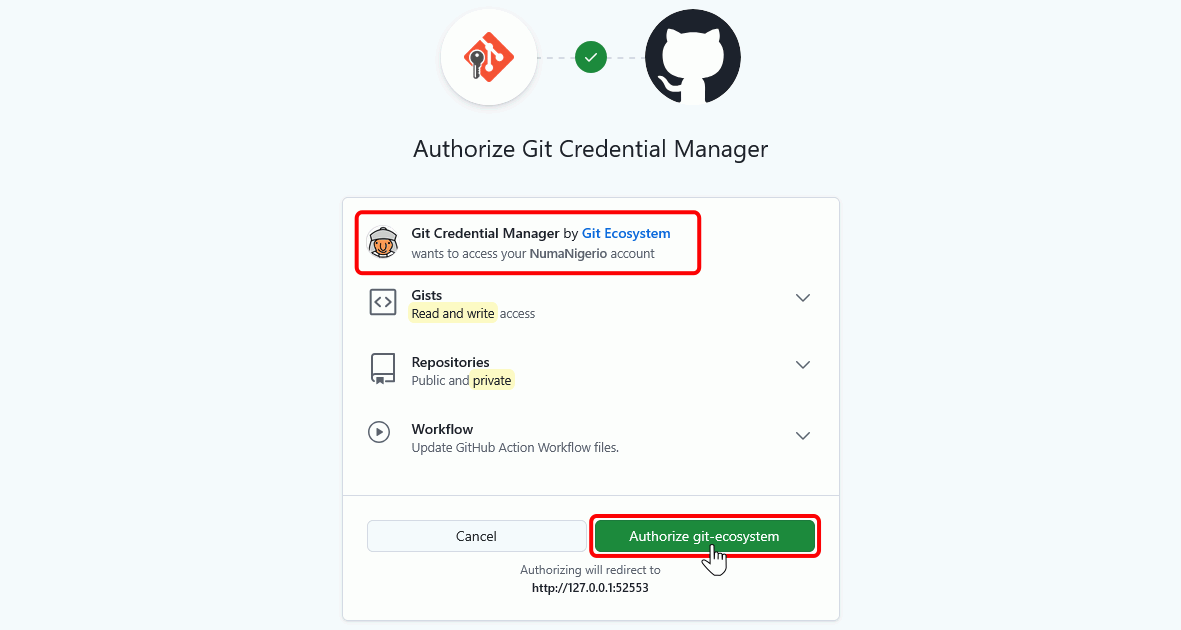 Authorize Git Credential Manager
Git Credential Manager by Git Ecosystem
wants to access your NumaNigerio account
Gists
Read and write access
Repositories
Public and private
Workflow
Update GitHub Action Workflow files.
Cancel
Authorize git-ecosystem
Authorizing will redirect to
http://127.0.0.1:52553